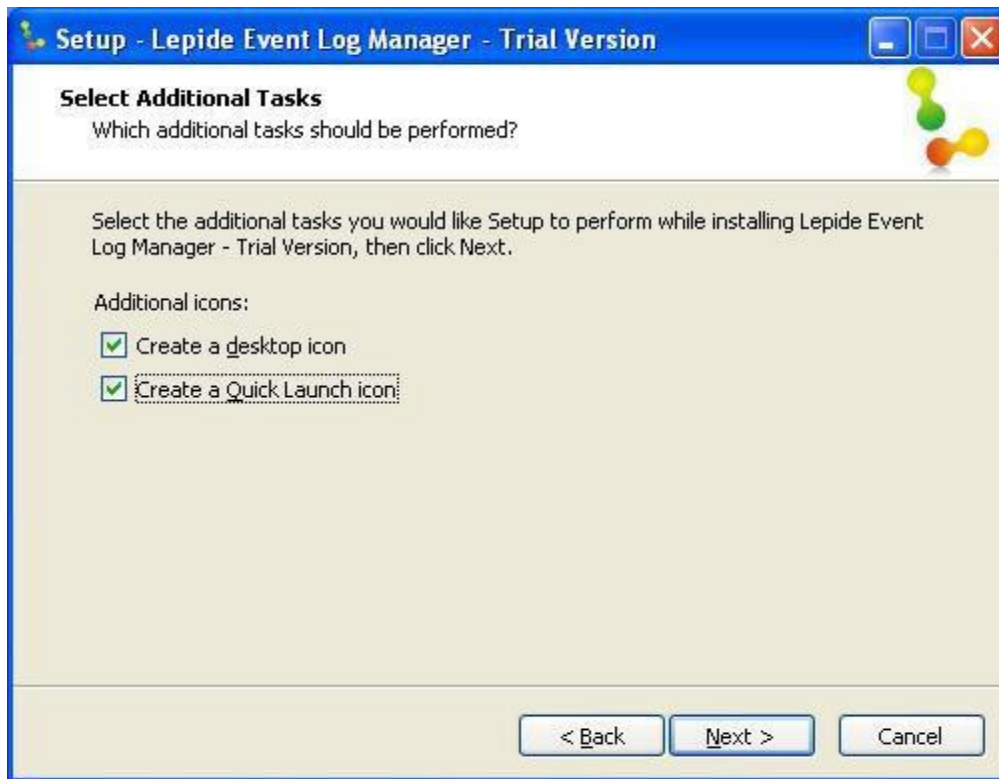 Setup - Lepide Event Log Manager - Trial Version
Select Additional Tasks
Which additional tasks should be performed?
Select the additional tasks you would like Setup to perform while installing Lepide Event
Log Manager - Trial Version, then click Next.
Additional icons:
Create a desktop icon
Create a Quick Launch icon
< Back Next > Cancel